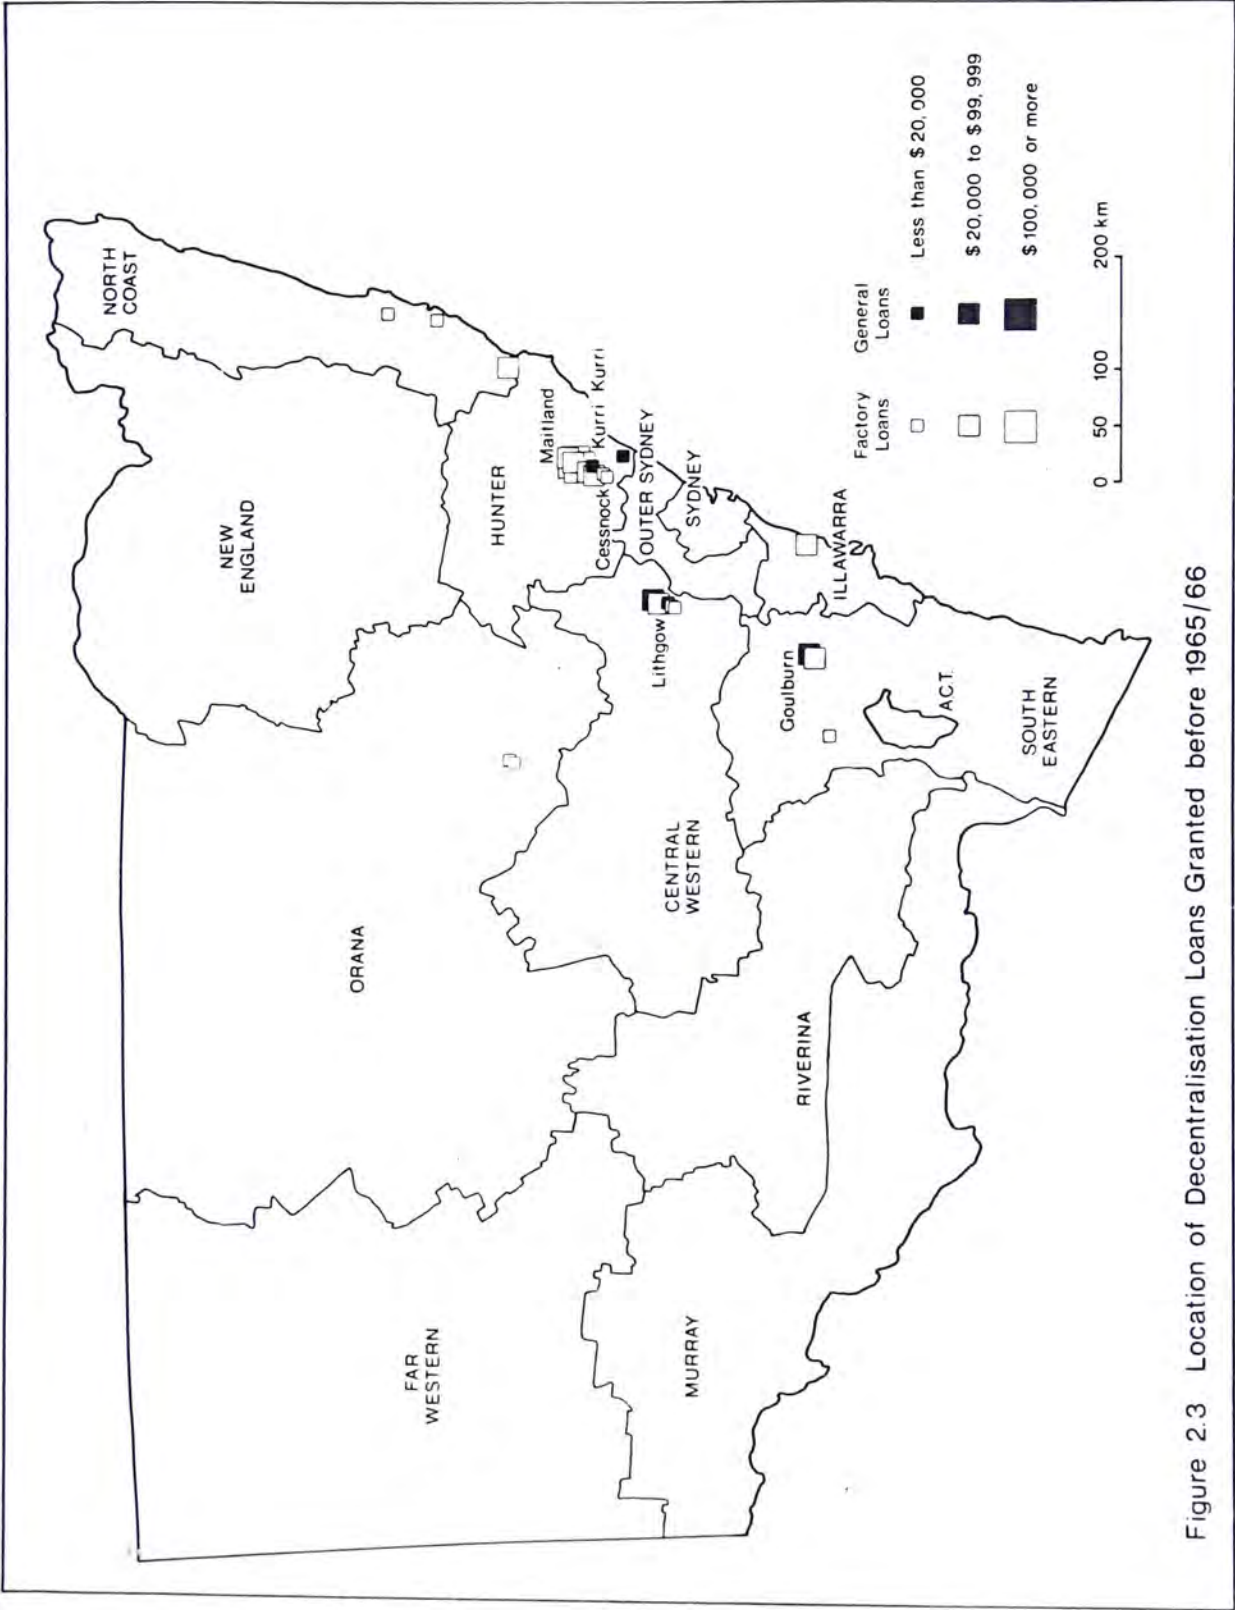 NORTH
COAST
NEW
ENGLAND
ORANA
HUNTER
Maitland
Kurri Kurri
Cessnock
OUTER SYDNEY
SYDNEY
FAR
WESTERN
Lithgow
CENTRAL
WESTERN
ILLAWARRA
Goulburn
A.C.T.
SOUTH
EASTERN
RIVERINA
MURRAY
Factory
Loans
General
Loans
Less than $20,000
$20,000 to $99,999
$100,000 or more
0 50 100 200 km
Figure 2.3 Location of Decentralisation Loans Granted before 1965/66